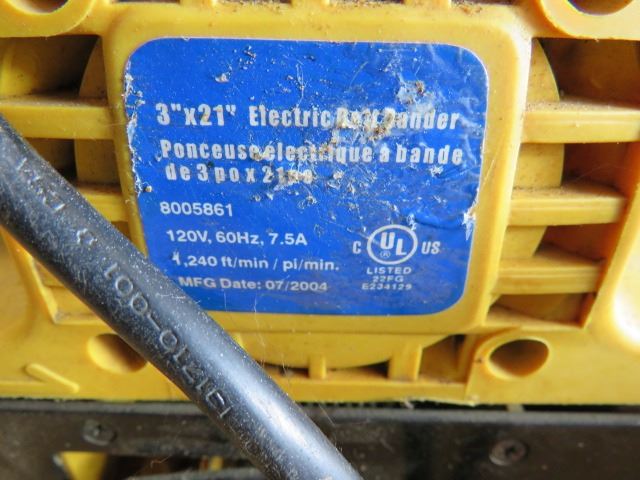 3"x21" Electric Belt Sander
Ponceuse électrique à bande
de 3 po x 21 po
8005861
120V, 60Hz, 7.5A
1,240 ft/min / pi/min.
MFG Date: 07/2004
C UL US
LISTED
22FG
E234129